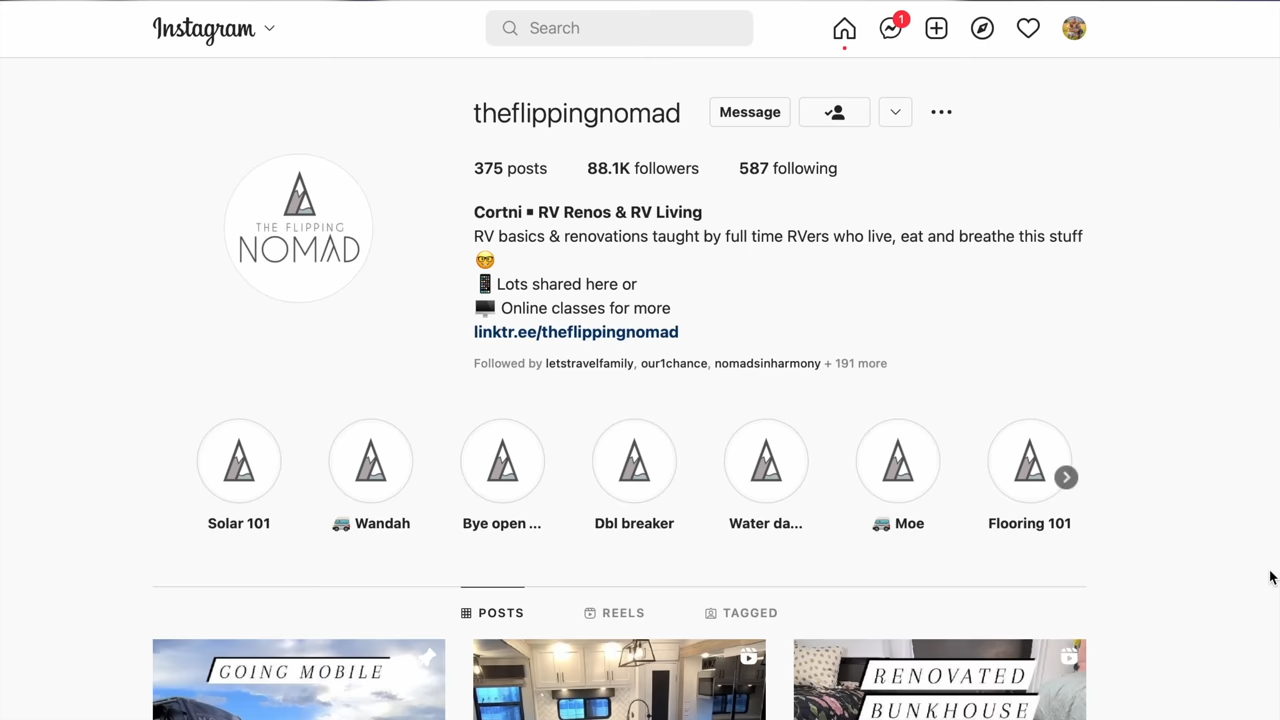 Instagram
Search
1
theflippingnomad
Message
375 posts 88.1K followers 587 following
THE FLIPPING
NOMAD
Cortni ▪ RV Renos & RV Living
RV basics & renovations taught by full time RVers who live, eat and breathe this stuff
🤓
📱 Lots shared here or
🖥 Online classes for more
linktr.ee/theflippingnomad
Followed by letstravelfamily, our1chance, nomadsinharmony + 191 more
Solar 101
🚐 Wandah
Bye open ...
Dbl breaker
Water da...
🚐 Moe
Flooring 101
POSTS
REELS
TAGGED
GOING MOBILE
RENOVATED
BUNKHOUSE